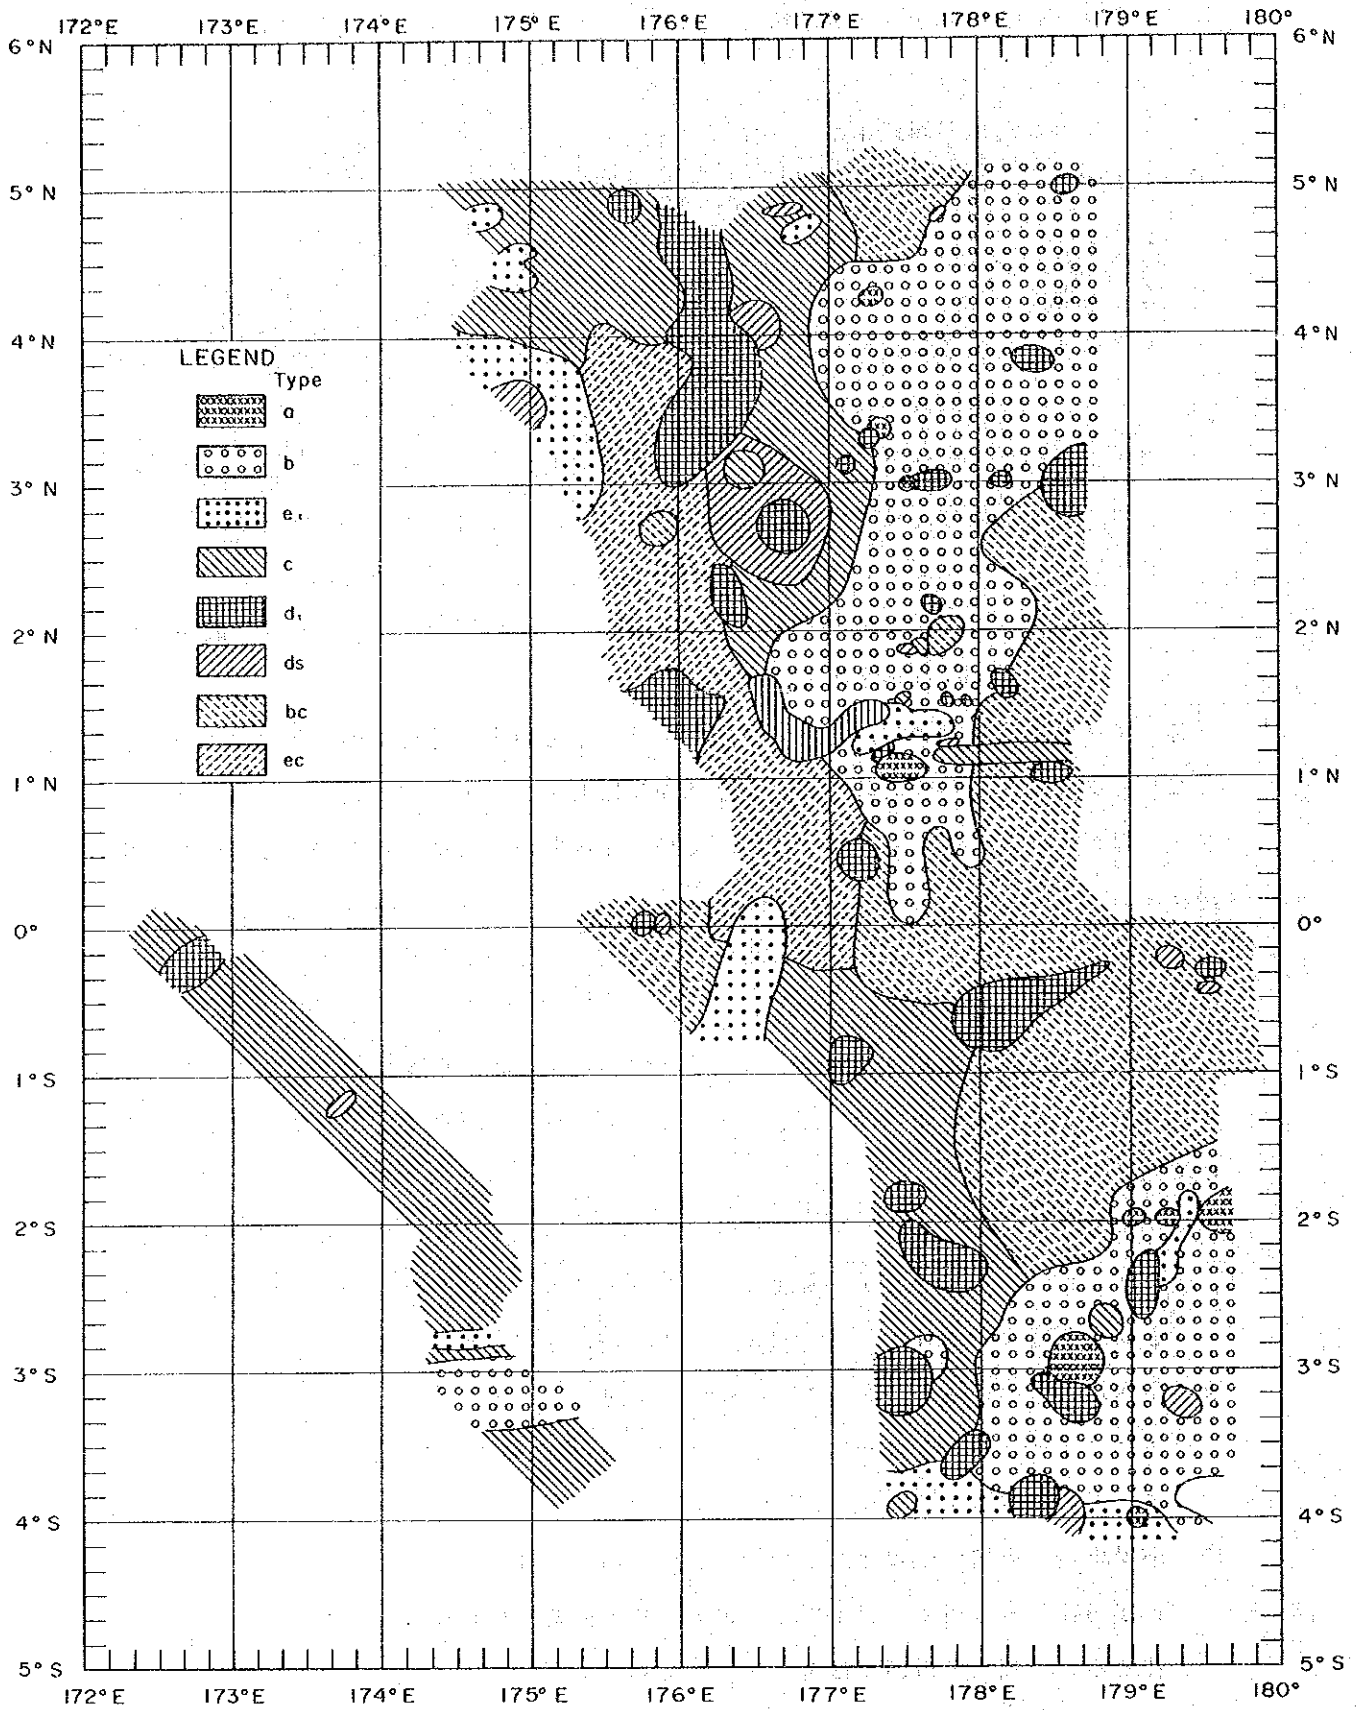 172°E 173°E 174°E 175°E 176°E 177°E 178°E 179°E 180°
6°N 6°N
5°N 5°N
4°N 4°N
LEGEND
Type
a
b
e₁
c
d₁
ds
bc
ec
3°N 3°N
2°N 2°N
1°N 1°N
0° 0°
1°S 1°S
2°S 2°S
3°S 3°S
4°S 4°S
5°S 5°S
172°E 173°E 174°E 175°E 176°E 177°E 178°E 179°E 180°